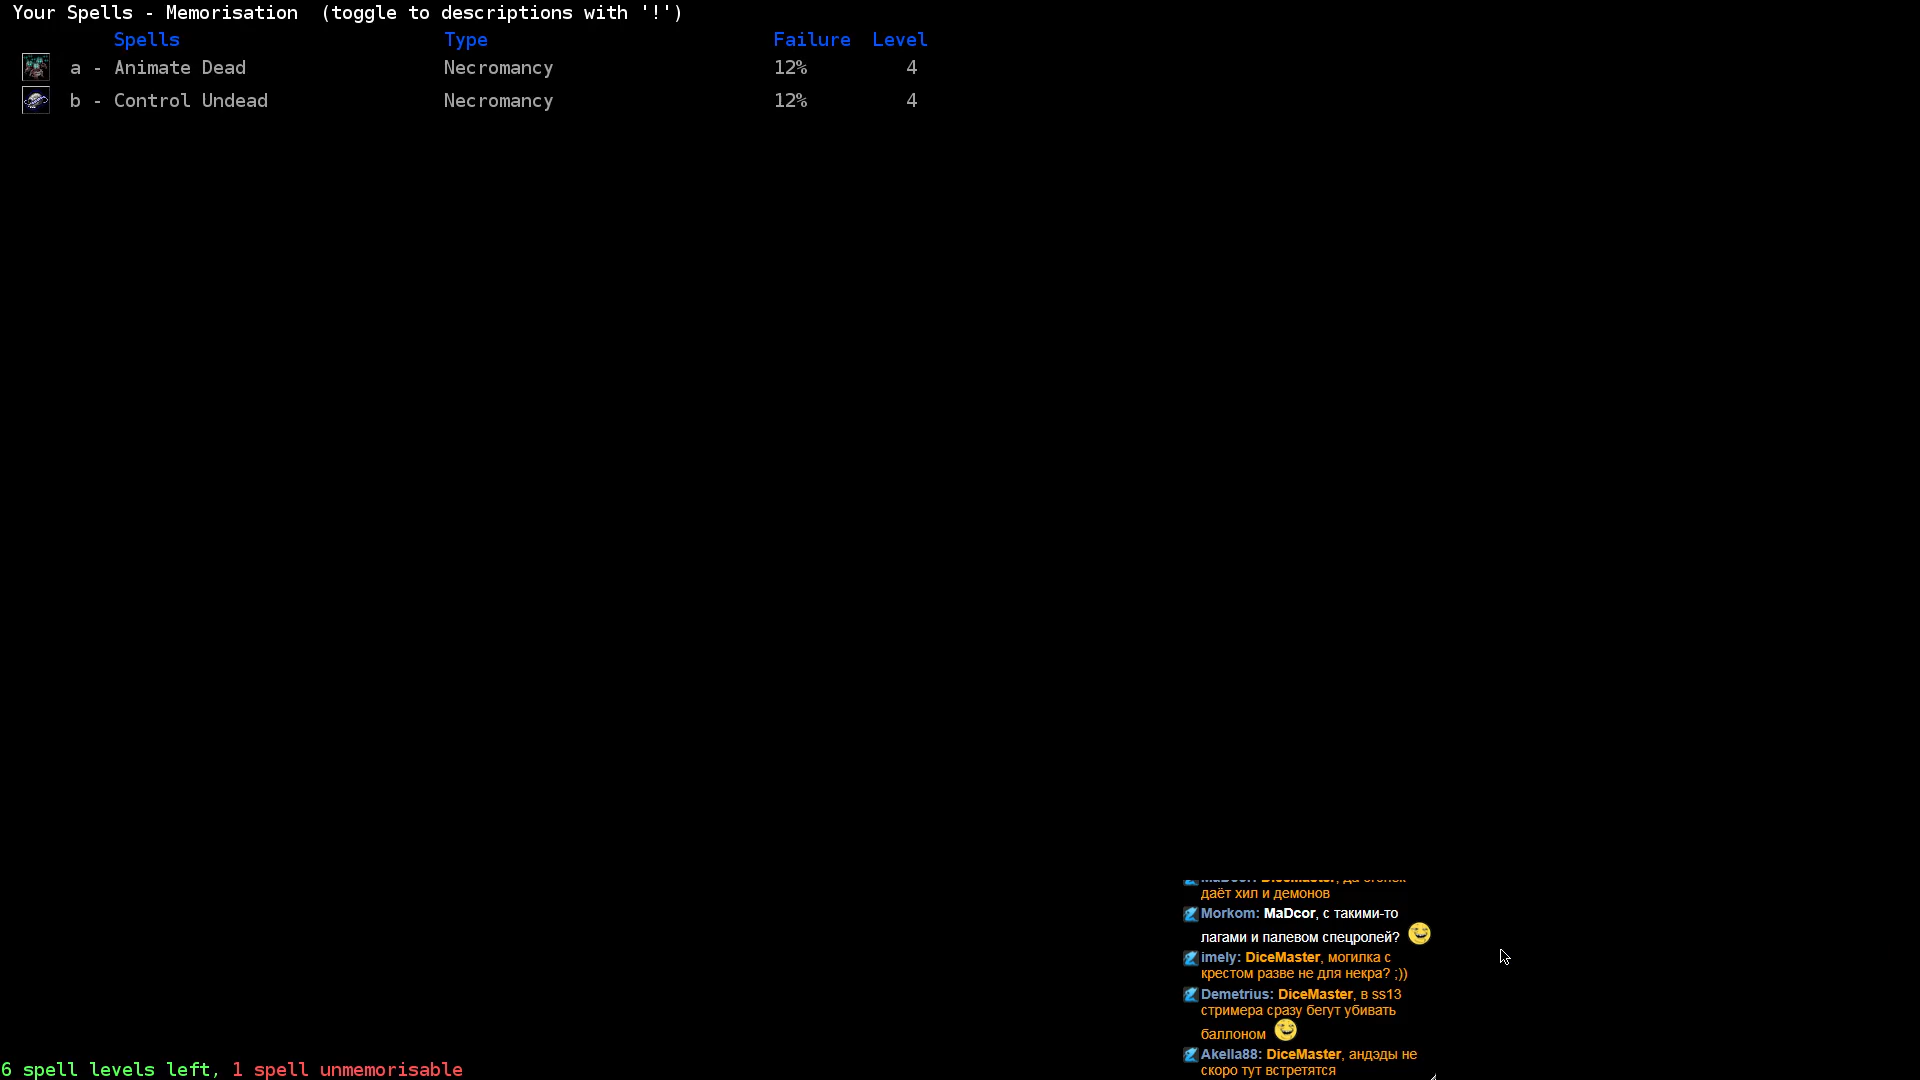 Your Spells - Memorisation  (toggle to descriptions with '!')
Spells Type Failure Level
a - Animate Dead Necromancy 12% 4
b - Control Undead Necromancy 12% 4
даёт хил и демонов
Morkom: MaDcor, с такими-то
лагами и палевом спецролей?
imely: DiceMaster, могилка с
крестом разве не для некра? ;))
Demetrius: DiceMaster, в ss13
стримера сразу бегут убивать
баллоном
Akella88: DiceMaster, андэды не
скоро тут встретятся
6 spell levels left, 1 spell unmemorisable